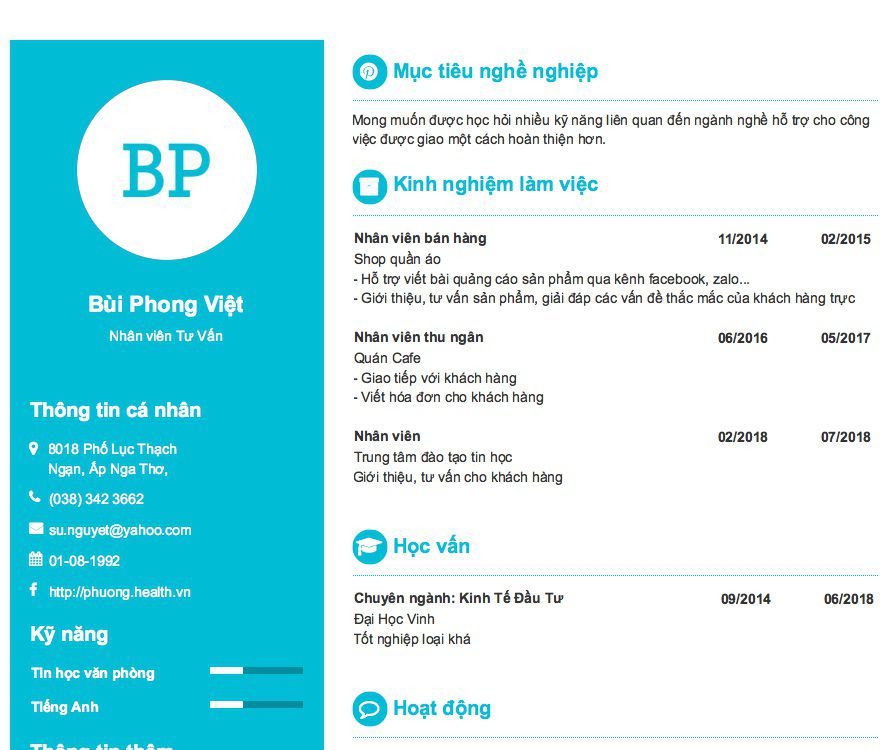 BP
Bùi Phong Việt
Nhân viên Tư Vấn
Thông tin cá nhân
8018 Phố Lục Thạch
Ngạn, Ấp Nga Thơ,
(038) 342 3662
su.nguyet@yahoo.com
01-08-1992
http://phuong.health.vn
Kỹ năng
Tin học văn phòng
Tiếng Anh
Thông tin thêm
Mục tiêu nghề nghiệp
Mong muốn được học hỏi nhiều kỹ năng liên quan đến ngành nghề hỗ trợ cho công
việc được giao một cách hoàn thiện hơn.
Kinh nghiệm làm việc
Nhân viên bán hàng 11/2014 02/2015
Shop quần áo
- Hỗ trợ viết bài quảng cáo sản phẩm qua kênh facebook, zalo...
- Giới thiệu, tư vấn sản phẩm, giải đáp các vấn đề thắc mắc của khách hàng trực
Nhân viên thu ngân 06/2016 05/2017
Quán Cafe
- Giao tiếp với khách hàng
- Viết hóa đơn cho khách hàng
Nhân viên 02/2018 07/2018
Trung tâm đào tạo tin học
Giới thiệu, tư vấn cho khách hàng
Học vấn
Chuyên ngành: Kinh Tế Đầu Tư 09/2014 06/2018
Đại Học Vinh
Tốt nghiệp loại khá
Hoạt động